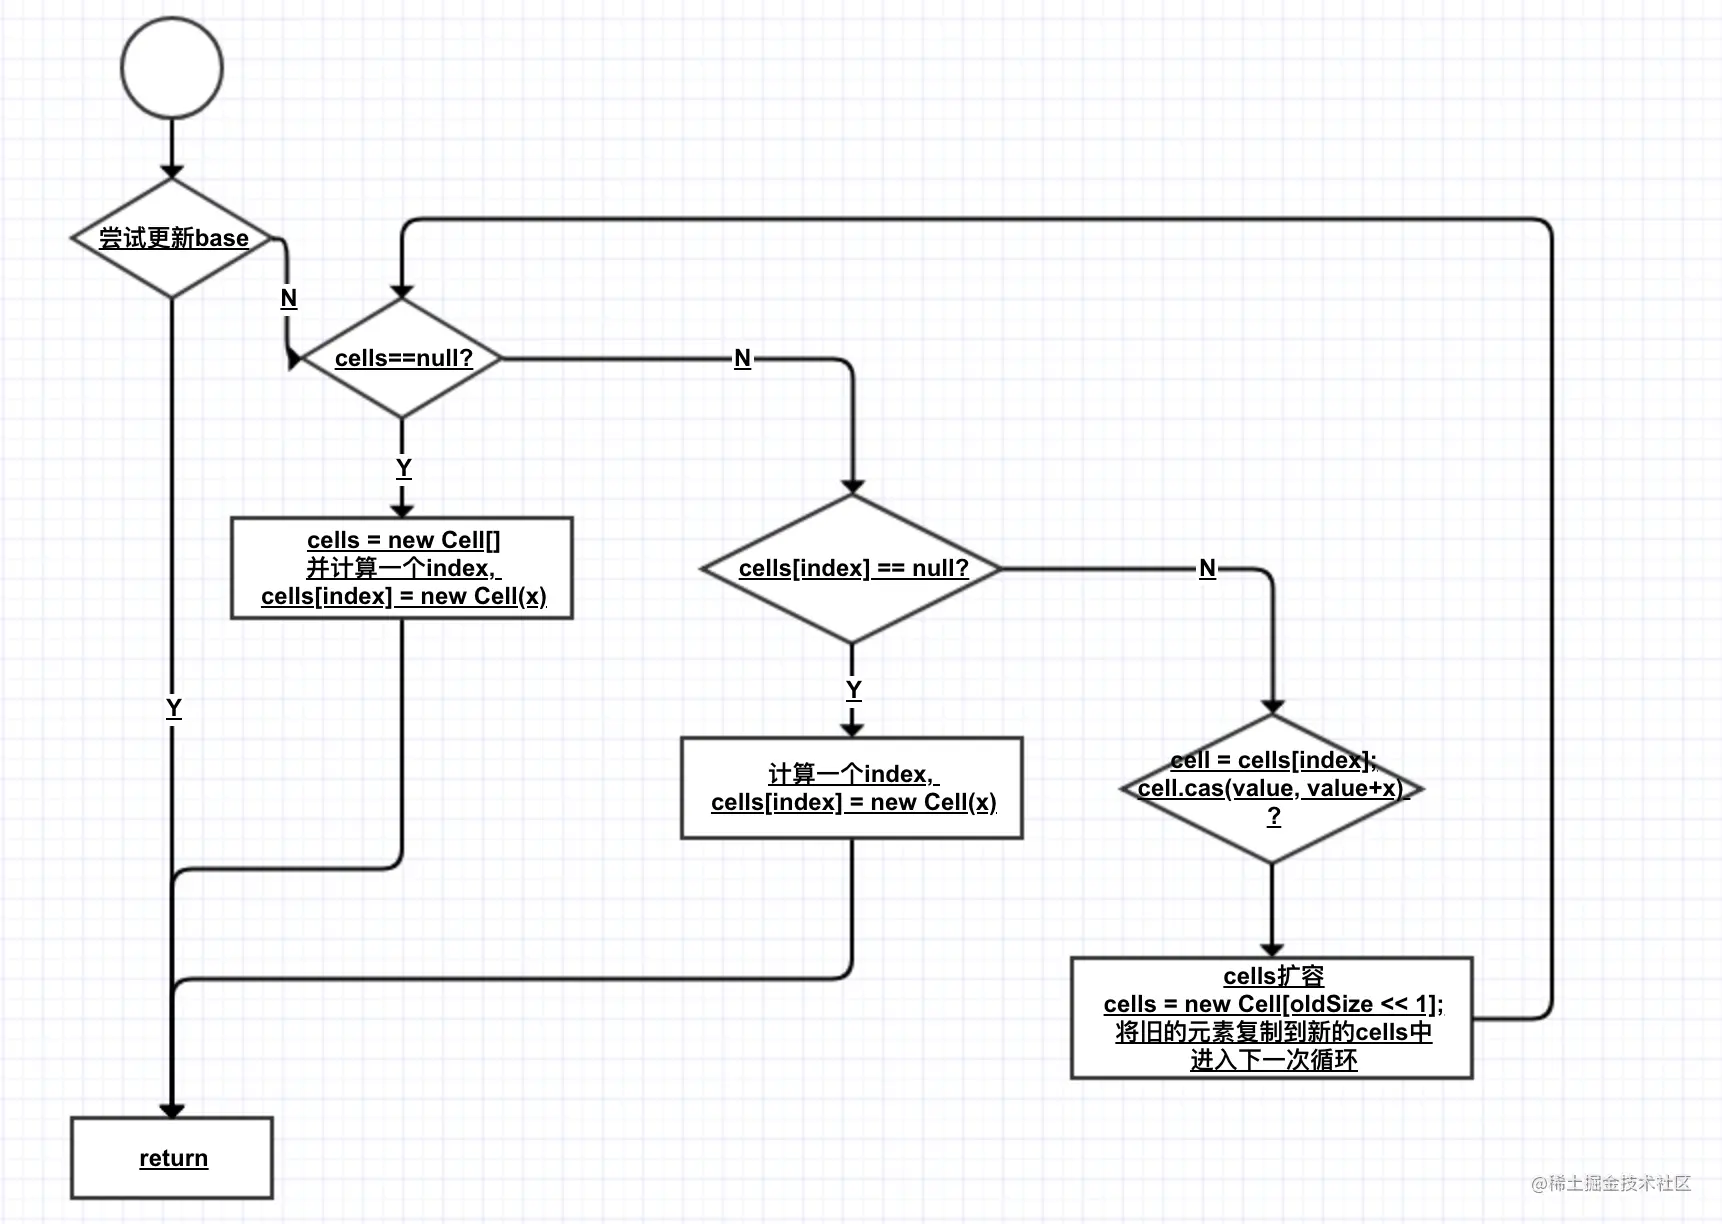 尝试更新base
N
cells==null?
N
Y
cells = new Cell[]
并计算一个index,
cells[index] = new Cell(x)
cells[index] == null?
N
Y
Y
计算一个index,
cells[index] = new Cell(x)
cell = cells[index];
cell.cas(value, value+x)
?
cells扩容
cells = new Cell[oldSize << 1];
将旧的元素复制到新的cells中
进入下一次循环
return
@稀土掘金技术社区